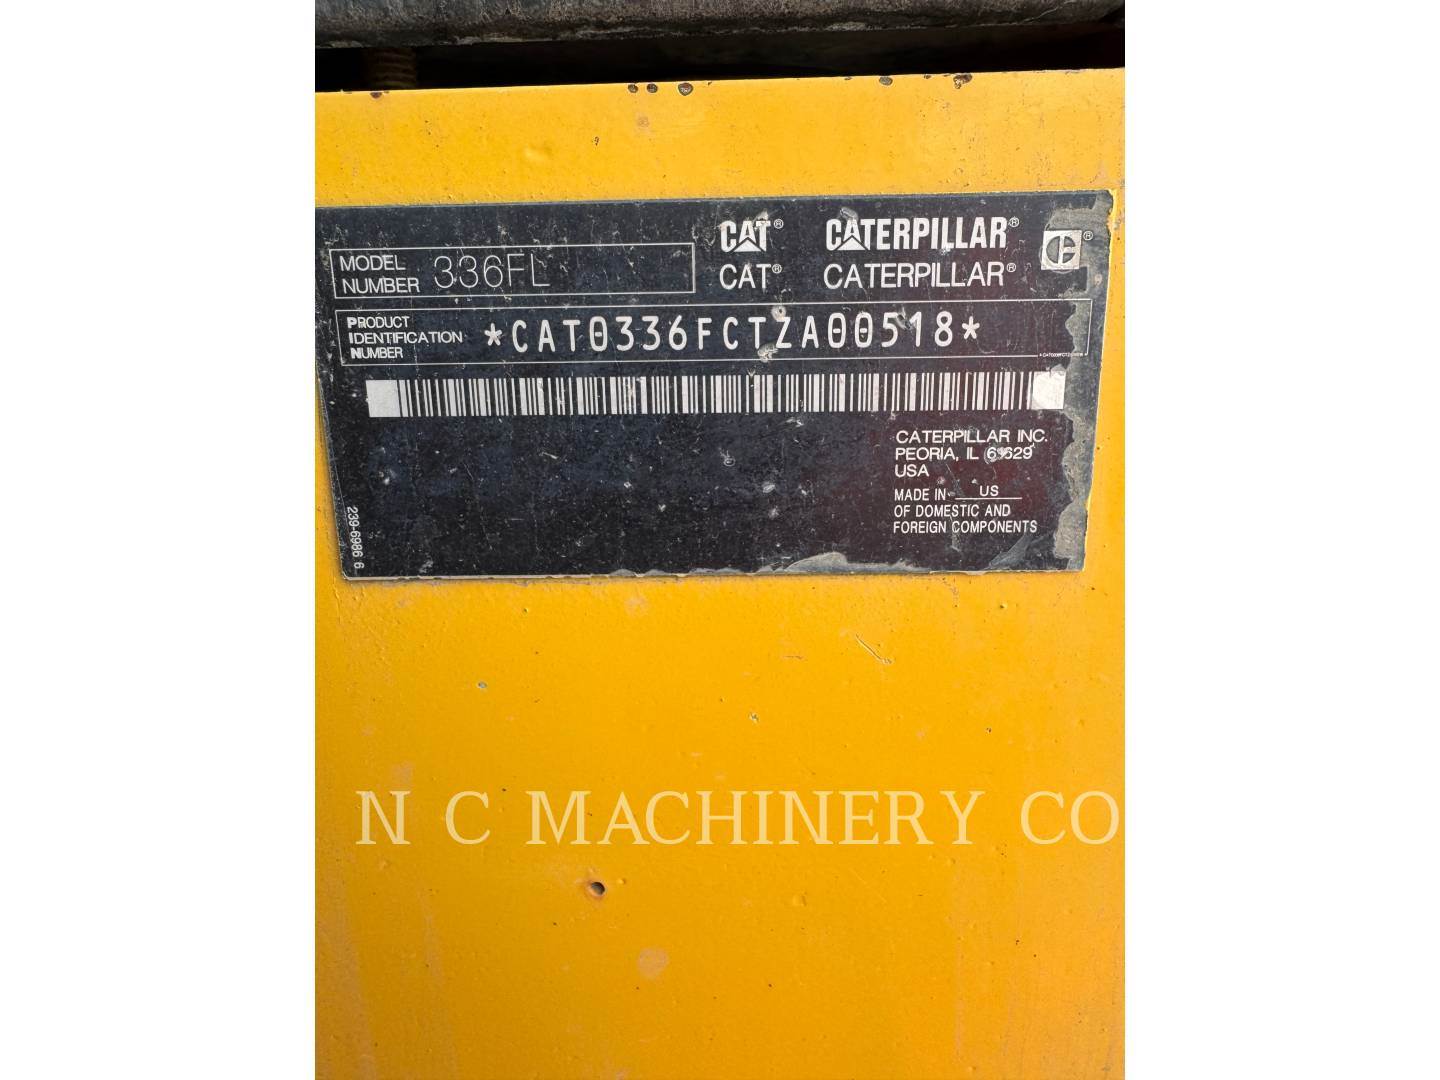 MODEL NUMBER 336FL
CAT® CATERPILLAR® ®
CAT® CATERPILLAR®
PRODUCT IDENTIFICATION NUMBER *CAT0336FCTZA00518*
CATERPILLAR INC.
PEORIA, IL 61629
USA
MADE IN US
OF DOMESTIC AND
FOREIGN COMPONENTS
239-6986 6
N C MACHINERY CO